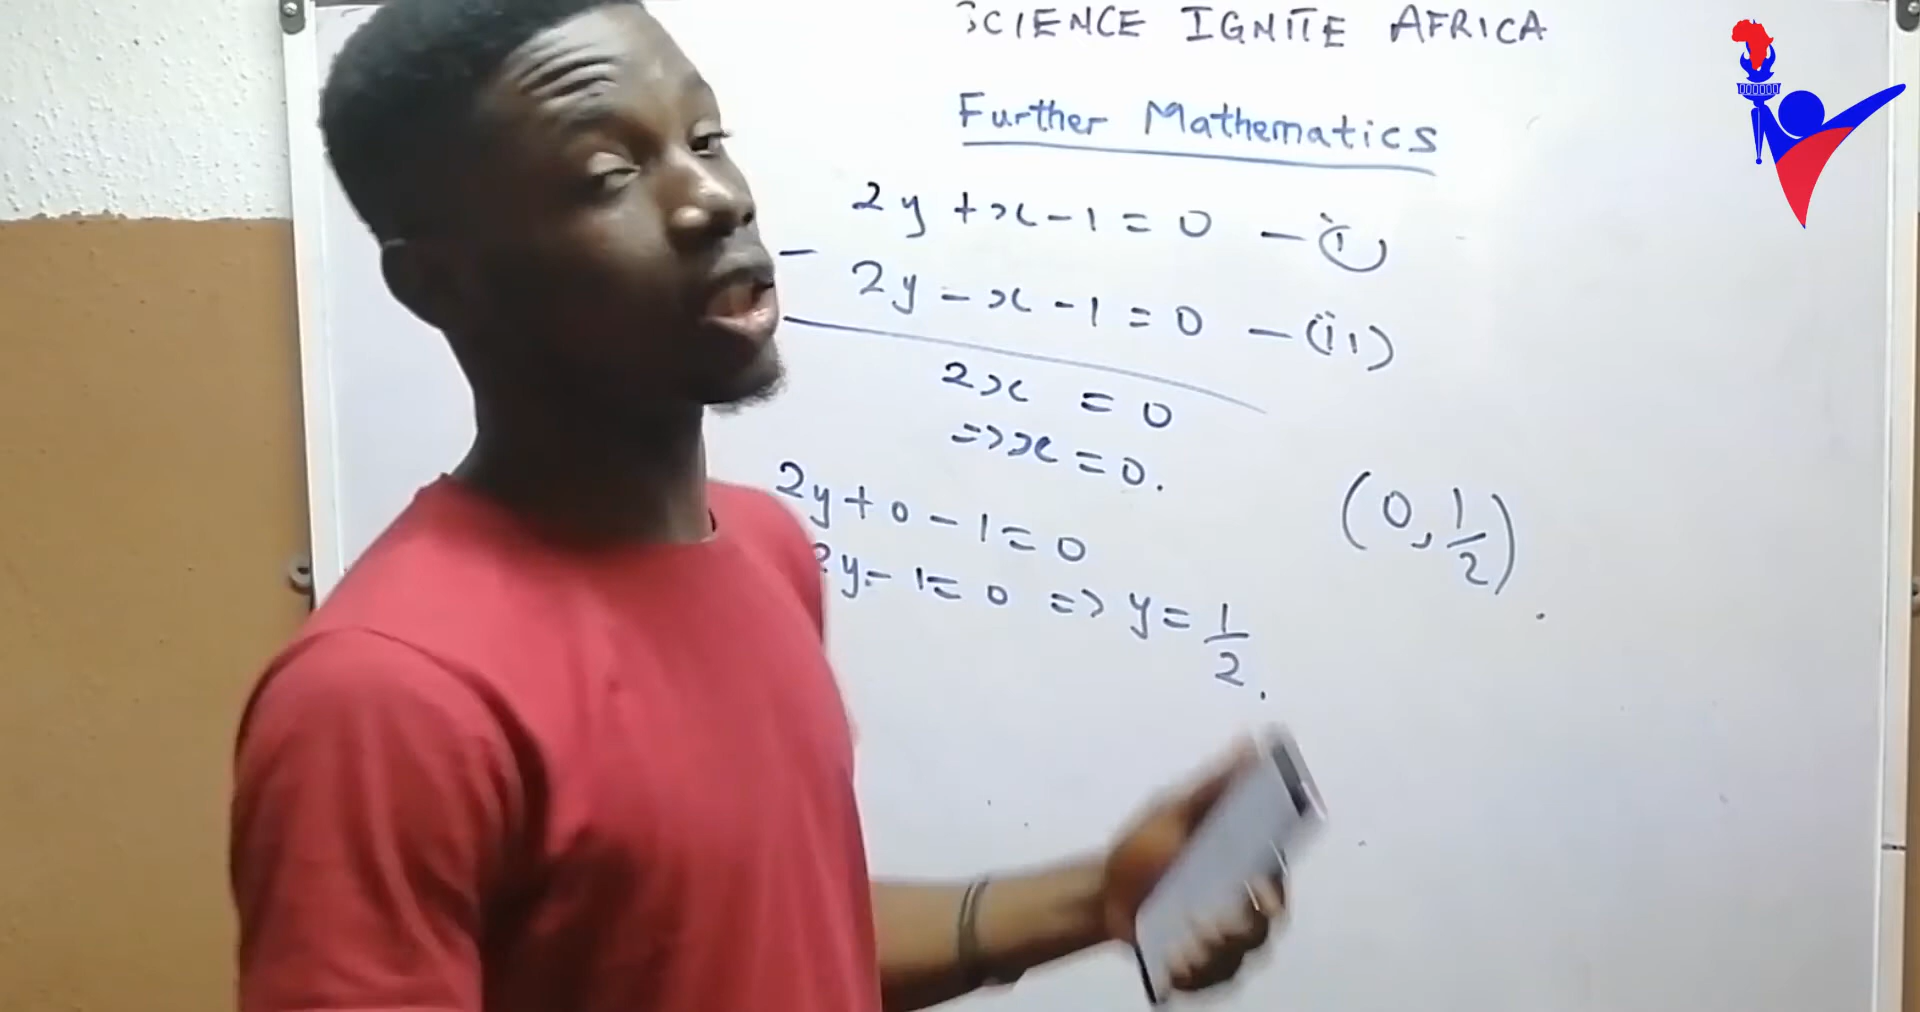 SCIENCE IGNITE AFRICA
Further Mathematics
2y + x - 1 = 0 - (i)
- 2y - x - 1 = 0 - (ii)
2x = 0
=> x = 0.
2y + 0 - 1 = 0
2y - 1 = 0 => y = 1/2.
(0, 1/2).